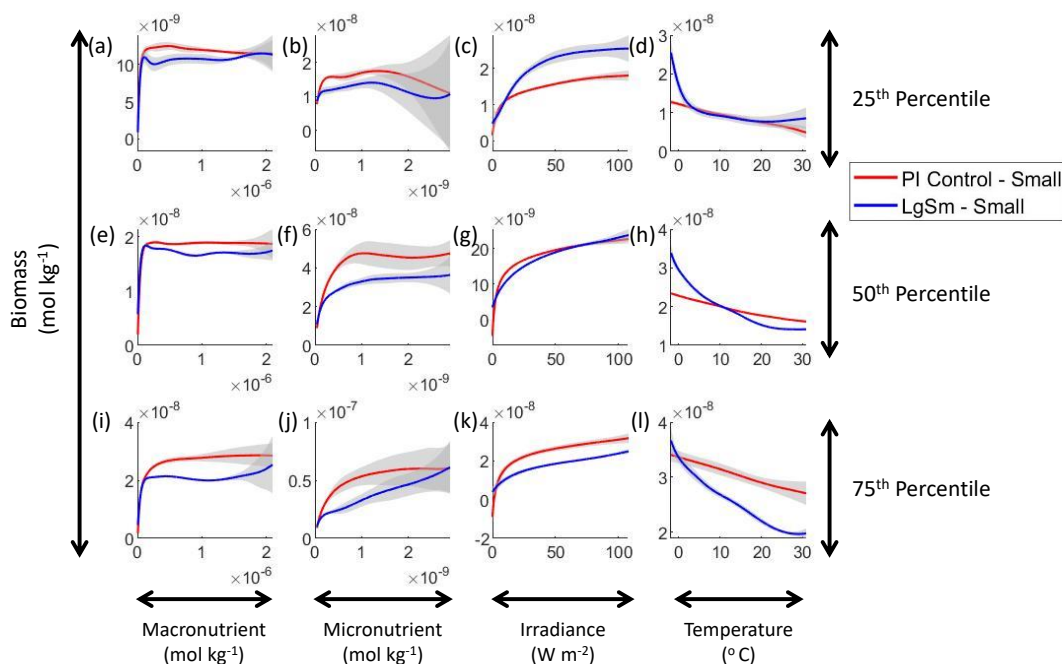 Biomass
(mol kg⁻¹)
(a)
×10⁻⁹
10
5
0
0 1 2
×10⁻⁶
(b)
×10⁻⁸
2
1
0
0 1 2
×10⁻⁹
(c)
×10⁻⁸
3
2
1
0
0 50 100
(d)
×10⁻⁸
3
2
1
0
0 10 20 30
25ᵗʰ Percentile
PI Control - Small
LgSm - Small
(e)
×10⁻⁸
2
1
0
0 1 2
×10⁻⁶
(f)
×10⁻⁸
6
4
2
0
0 1 2
×10⁻⁹
(g)
×10⁻⁹
20
10
0
0 50 100
(h)
×10⁻⁸
4
3
2
1
0 10 20 30
50ᵗʰ Percentile
(i)
×10⁻⁸
4
2
0
0 1 2
×10⁻⁶
(j)
×10⁻⁷
1
0.5
0
0 1 2
×10⁻⁹
(k)
×10⁻⁸
4
2
0
-2
0 50 100
(l)
×10⁻⁸
4
3
2
0 10 20 30
75ᵗʰ Percentile
Macronutrient
(mol kg⁻¹)
Micronutrient
(mol kg⁻¹)
Irradiance
(W m⁻²)
Temperature
(° C)